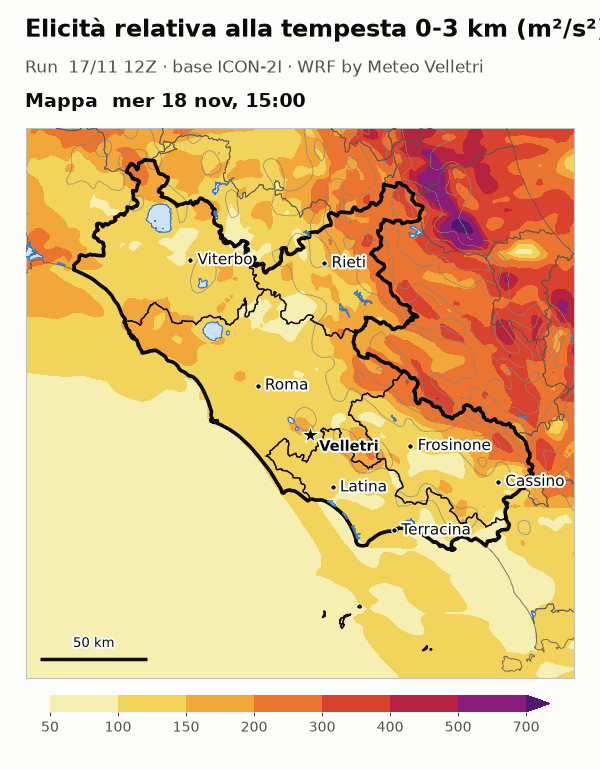 Elicità relativa alla tempesta 0-3 km (m²/s²)
Run 17/11 12Z · base ICON-2I · WRF by Meteo Velletri
Mappa mer 18 nov, 15:00
Viterbo
Rieti
Roma
Velletri
Frosinone
Cassino
Latina
Terracina
50 km
50 100 150 200 300 400 500 700